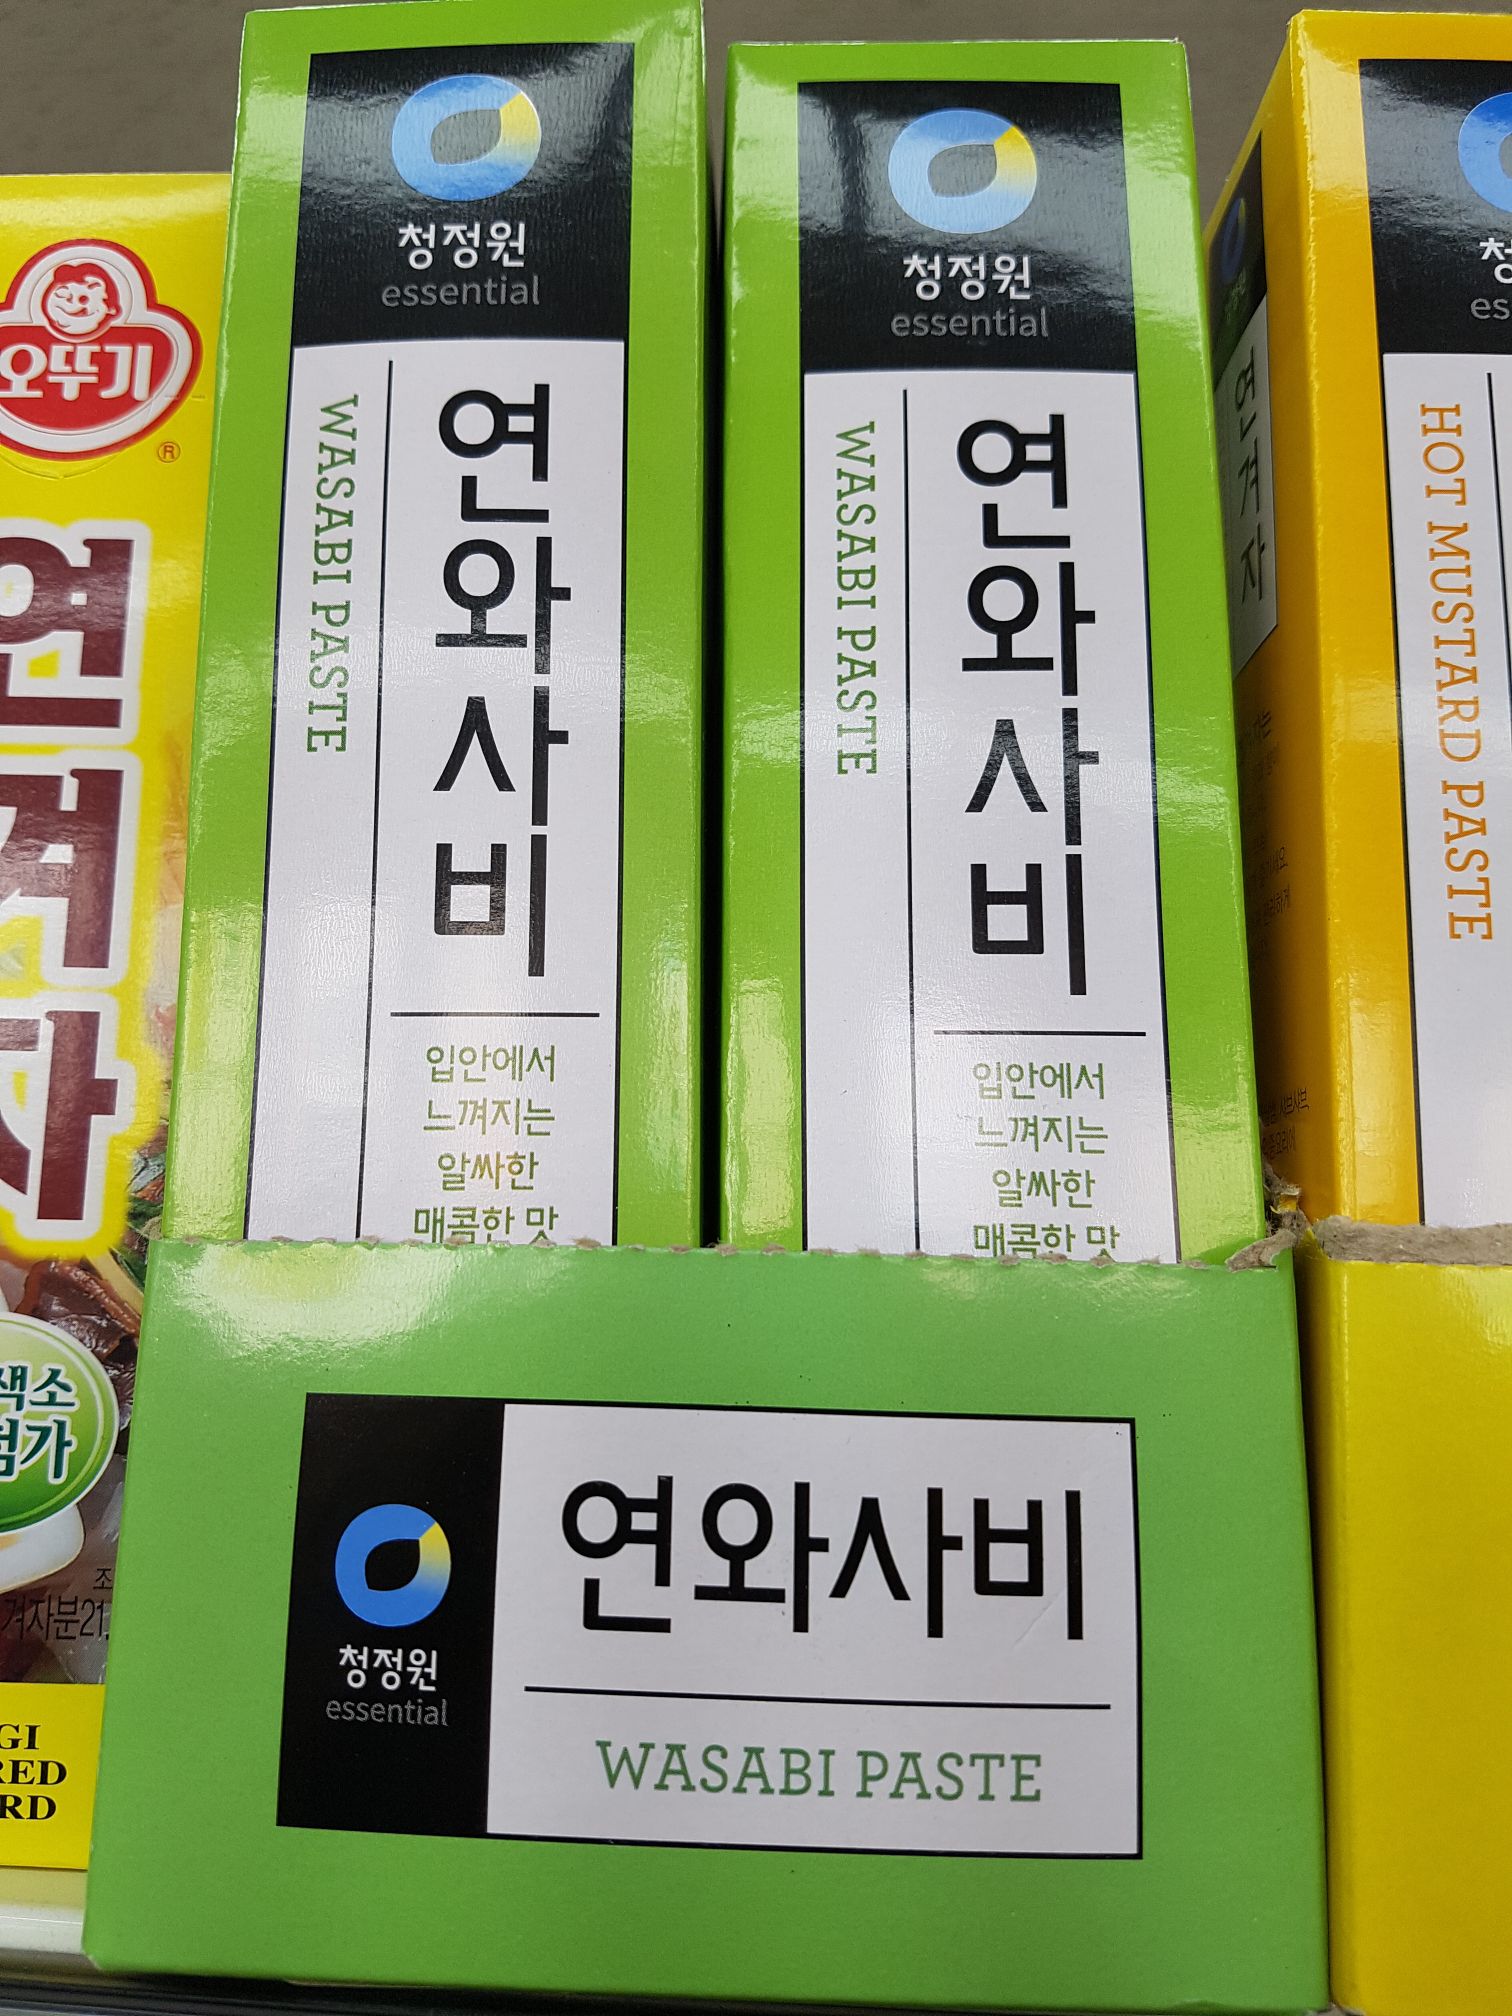 오뚜기
®
연겨자
색소
첨가
겨자분21.
GI
RED
RD
청정원
essential
연와사비
WASABI PASTE
입안에서
느껴지는
알싸한
매콤한 맛
청정원
essential
연와사비
WASABI PASTE
입안에서
느껴지는
알싸한
매콤한 맛
청정원
essential
연와사비
WASABI PASTE
연겨자
HOT MUSTARD PASTE